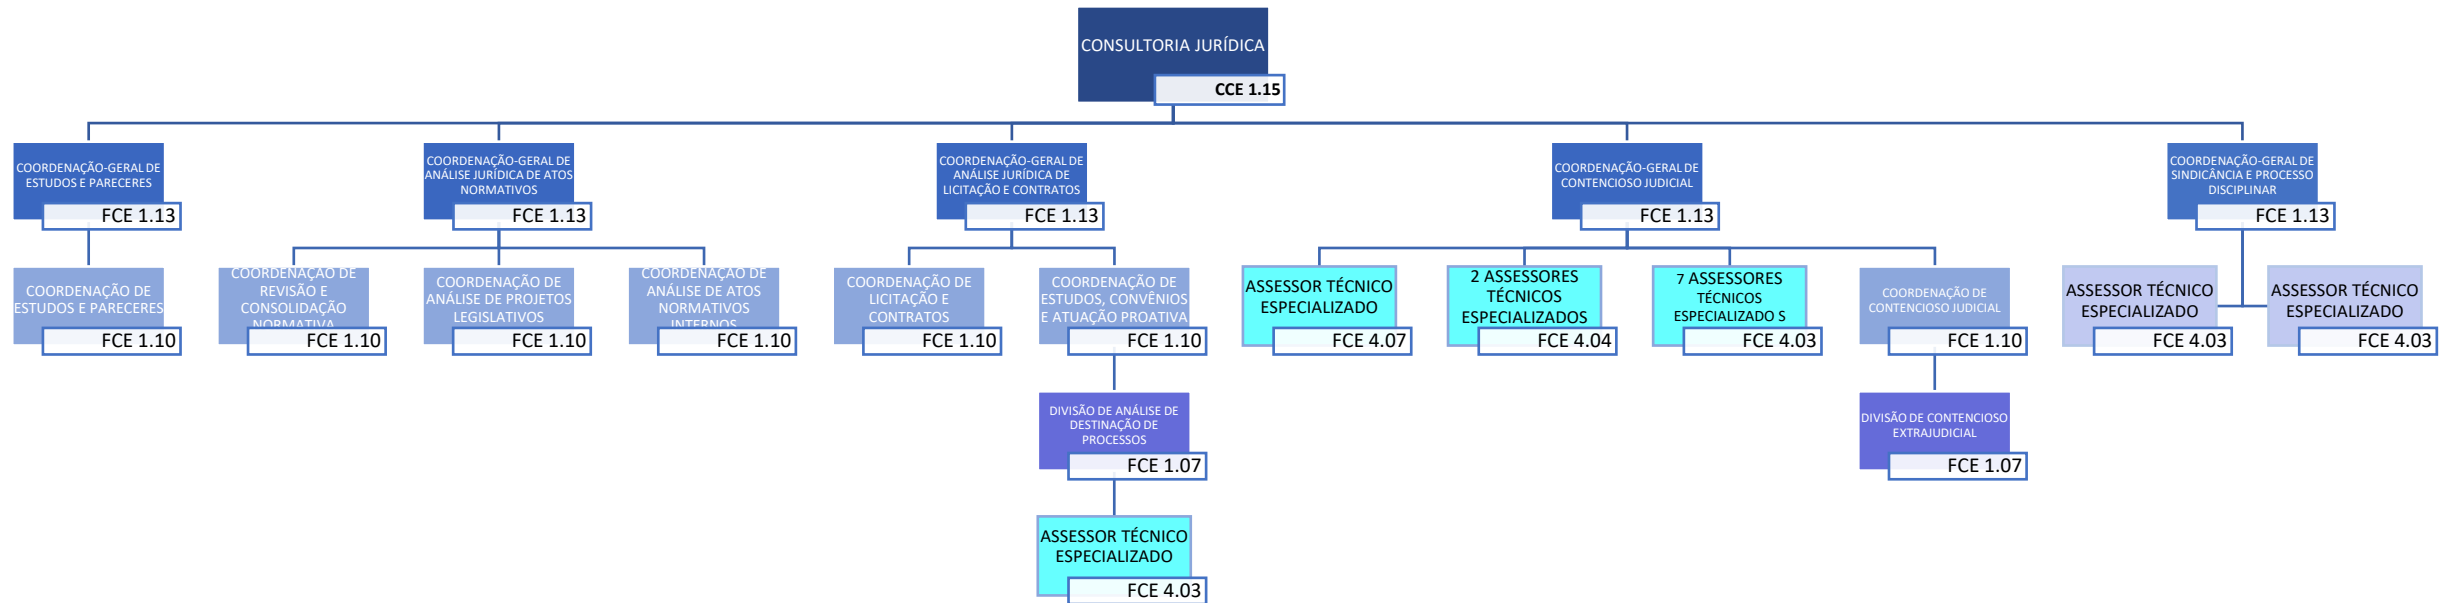 CONSULTORIA JURÍDICA
CCE 1.15
COORDENAÇÃO-GERAL DE
ESTUDOS E PARECERES
FCE 1.13
COORDENAÇÃO-GERAL DE
ANÁLISE JURÍDICA DE ATOS
NORMATIVOS
FCE 1.13
COORDENAÇÃO-GERAL DE
ANÁLISE JURÍDICA DE
LICITAÇÃO E CONTRATOS
FCE 1.13
COORDENAÇÃO-GERAL DE
CONTENCIOSO JUDICIAL
FCE 1.13
COORDENAÇÃO-GERAL DE
SINDICÂNCIA E PROCESSO
DISCIPLINAR
FCE 1.13
COORDENAÇÃO DE
ESTUDOS E PARECERES
FCE 1.10
COORDENAÇÃO DE
REVISÃO E
CONSOLIDAÇÃO
NORMATIVA
FCE 1.10
COORDENAÇÃO DE
ANÁLISE DE PROJETOS
LEGISLATIVOS
FCE 1.10
COORDENAÇÃO DE
ANÁLISE DE ATOS
NORMATIVOS
INTERNOS
FCE 1.10
COORDENAÇÃO DE
LICITAÇÃO E
CONTRATOS
FCE 1.10
COORDENAÇÃO DE
ESTUDOS, CONVÊNIOS
E ATUAÇÃO PROATIVA
FCE 1.10
ASSESSOR TÉCNICO
ESPECIALIZADO
FCE 4.07
2 ASSESSORES
TÉCNICOS
ESPECIALIZADOS
FCE 4.04
7 ASSESSORES
TÉCNICOS
ESPECIALIZADO S
FCE 4.03
COORDENAÇÃO DE
CONTENCIOSO JUDICIAL
FCE 1.10
ASSESSOR TÉCNICO
ESPECIALIZADO
FCE 4.03
ASSESSOR TÉCNICO
ESPECIALIZADO
FCE 4.03
DIVISÃO DE ANÁLISE DE
DESTINAÇÃO DE
PROCESSOS
FCE 1.07
DIVISÃO DE CONTENCIOSO
EXTRAJUDICIAL
FCE 1.07
ASSESSOR TÉCNICO
ESPECIALIZADO
FCE 4.03